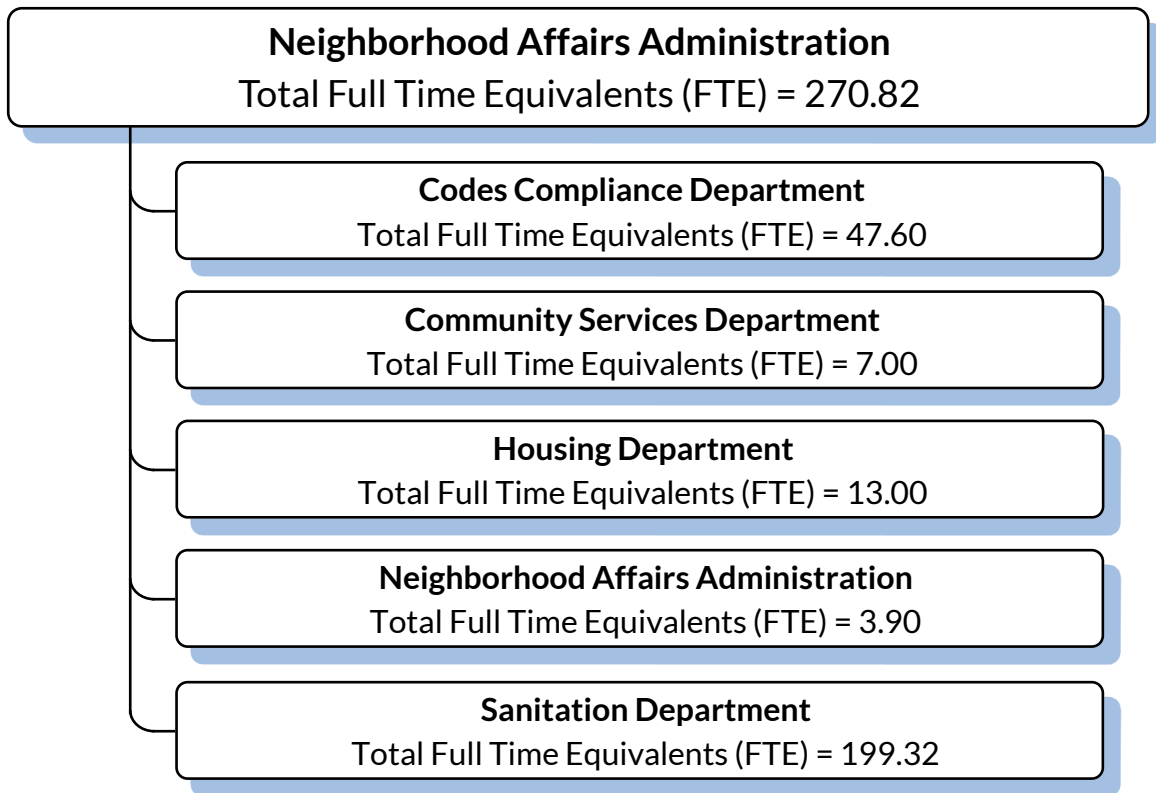 Neighborhood Affairs Administration
Total Full Time Equivalents (FTE) = 270.82
Codes Compliance Department
Total Full Time Equivalents (FTE) = 47.60
Community Services Department
Total Full Time Equivalents (FTE) = 7.00
Housing Department
Total Full Time Equivalents (FTE) = 13.00
Neighborhood Affairs Administration
Total Full Time Equivalents (FTE) = 3.90
Sanitation Department
Total Full Time Equivalents (FTE) = 199.32